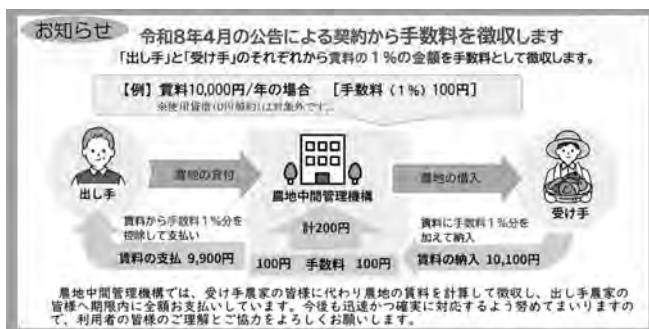 お知らせ
令和8年4月の公告による契約から手数料を徴収します
「出し手」と「受け手」のそれぞれから賃料の1％の金額を手数料として徴収します。
【例】賃料10,000円/年の場合　[手数料（1％）100円]
※使用貸借(0円契約)は対象外です。
農地の貸付
農地の借入
出し手
農地中間管理機構
受け手
賃料から手数料1％分を
控除して支払い
計200円
賃料に手数料1％分を
加えて納入
賃料の支払 9,900円
100円　手数料　100円
賃料の納入 10,100円
農地中間管理機構では、受け手農家の皆様に代わり農地の賃料を計算して徴収し、出し手農家の
皆様へ期限内に全額お支払いしています。今後も迅速かつ確実に対応するよう努めてまいりますの
で、利用者の皆様のご理解とご協力をよろしくお願いします。